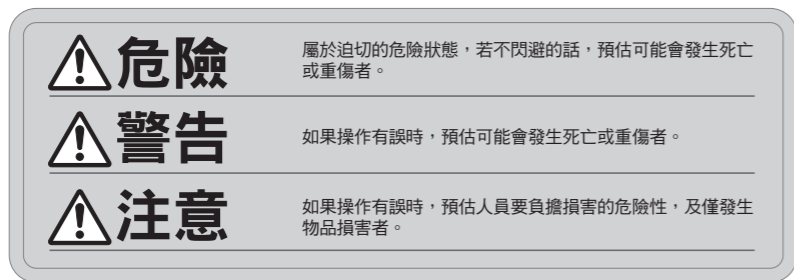 危險
屬於迫切的危險狀態，若不閃避的話，預估可能會發生死亡
或重傷者。
警告
如果操作有誤時，預估可能會發生死亡或重傷者。
注意
如果操作有誤時，預估人員要負擔損害的危險性，及僅發生
物品損害者。